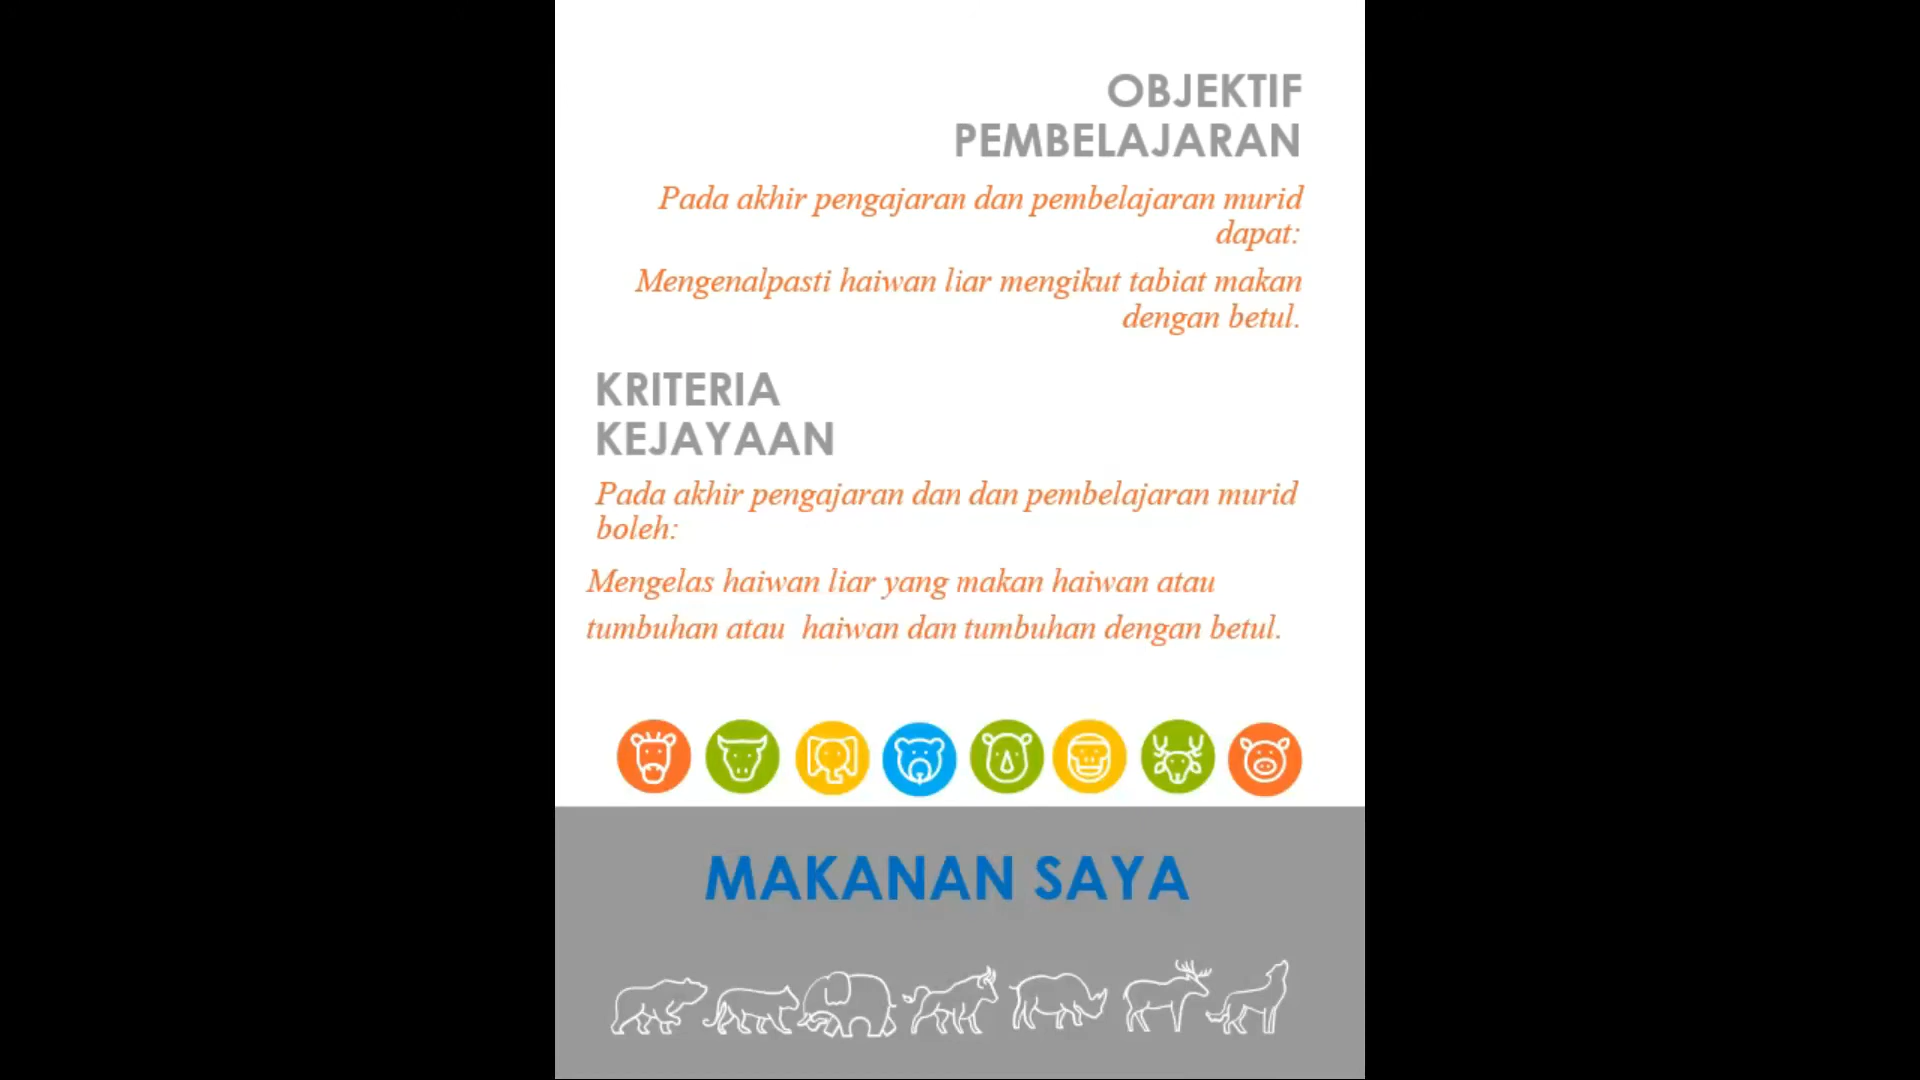 OBJEKTIF
PEMBELAJARAN
Pada akhir pengajaran dan pembelajaran murid
dapat:
Mengenalpasti haiwan liar mengikut tabiat makan
dengan betul.
KRITERIA
KEJAYAAN
Pada akhir pengajaran dan dan pembelajaran murid
boleh:
Mengelas haiwan liar yang makan haiwan atau
tumbuhan atau haiwan dan tumbuhan dengan betul.
MAKANAN SAYA